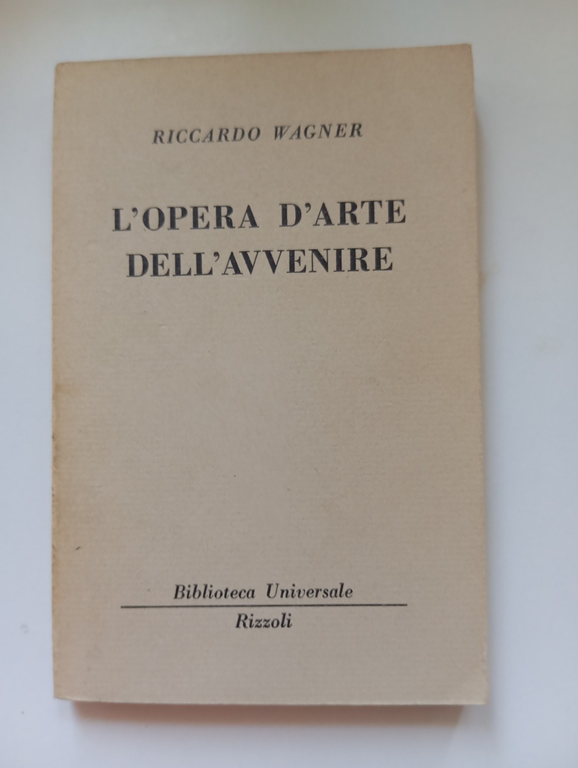 RICCARDO WAGNER
L'OPERA D'ARTE
DELL'AVVENIRE
Biblioteca Universale
Rizzoli